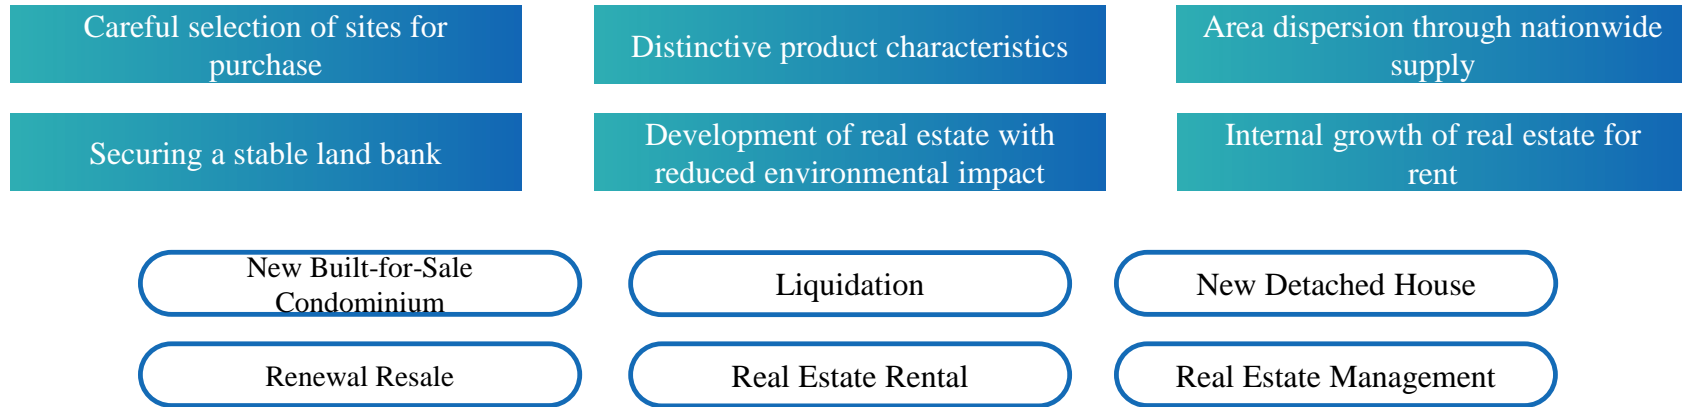 Careful selection of sites for
purchase
Distinctive product characteristics
Area dispersion through nationwide
supply
Securing a stable land bank
Development of real estate with
reduced environmental impact
Internal growth of real estate for
rent
New Built-for-Sale
Condominium
Liquidation
New Detached House
Renewal Resale
Real Estate Rental
Real Estate Management